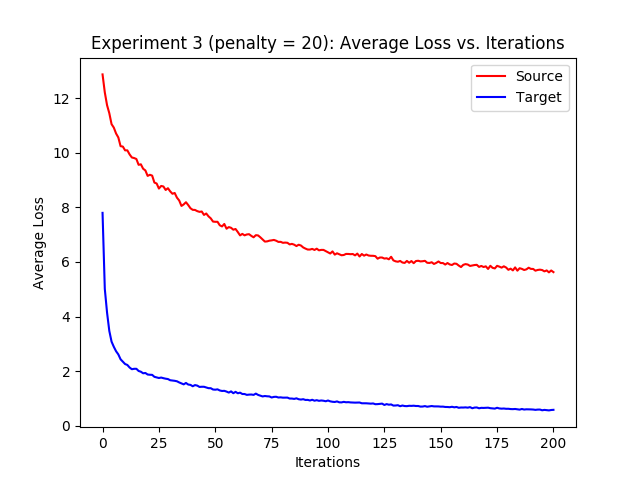 Experiment 3 (penalty = 20): Average Loss vs. Iterations
Source
Target
Average Loss
12
10
8
6
4
2
0
0 25 50 75 100 125 150 175 200
Iterations